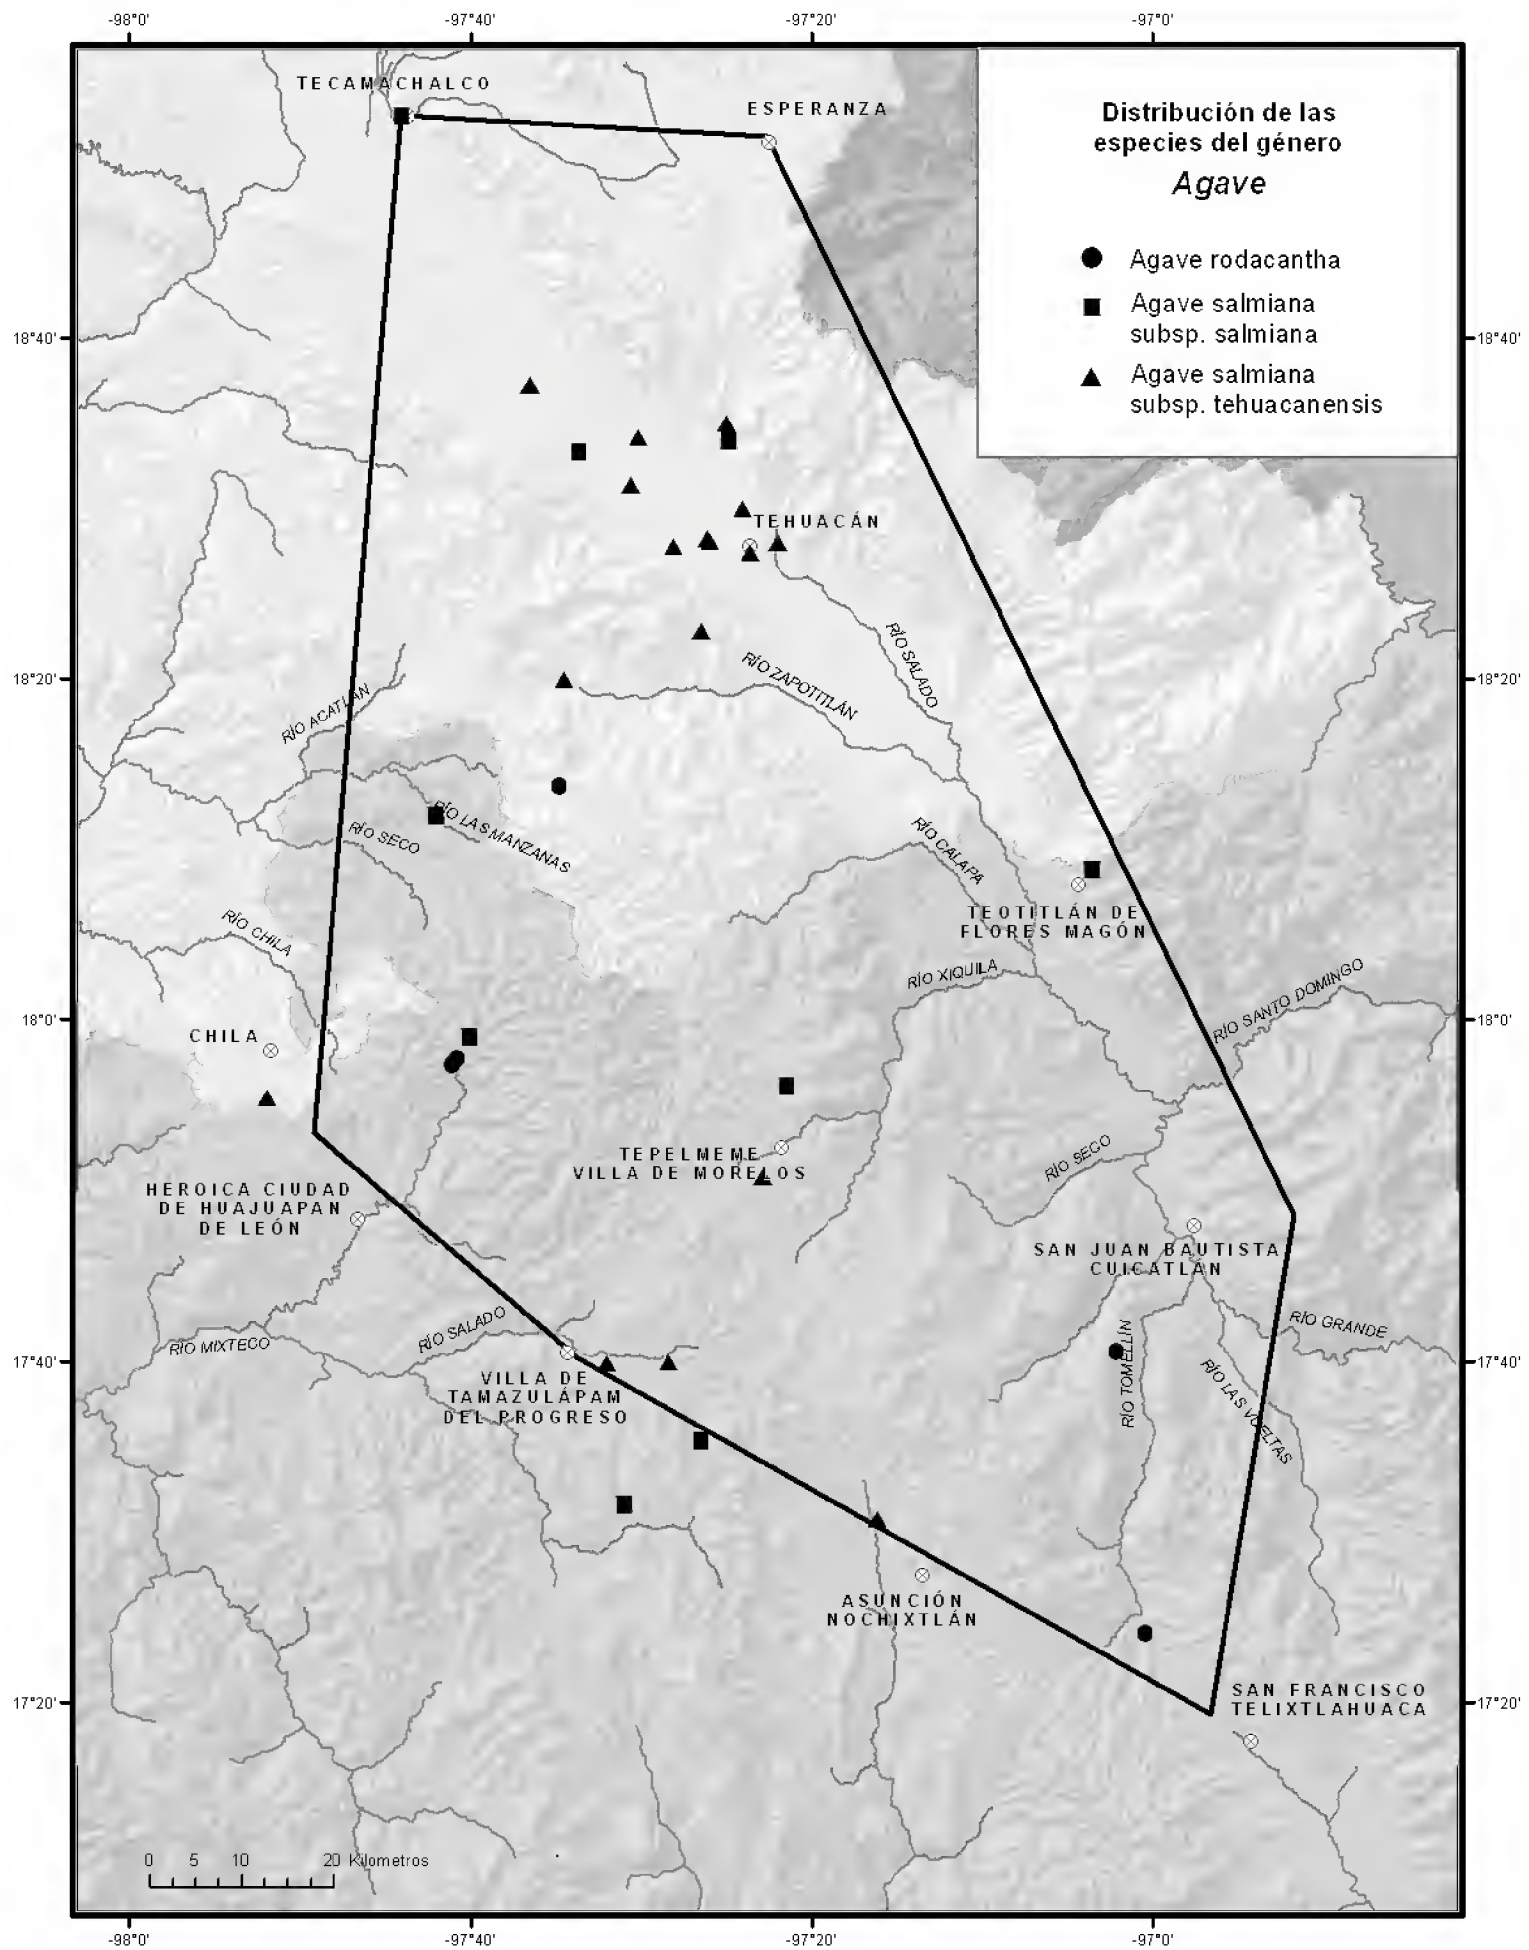 -98°0'
-97°40'
-97°20'
-97°0'
TECAMACHALCO
ESPERANZA
Distribución de las
especies del género
Agave
Agave rodacantha
Agave salmiana
subsp. salmiana
Agave salmiana
subsp. tehuacanensis
18°40'
18°40'
TEHUACÁN
RÍO SALADO
RÍO ZAPOTITLÁN
18°20'
18°20'
RÍO ACATLÁN
RÍO LAS MANZANAS
RÍO SECO
RÍO CALAPA
TEOTITLÁN DE
FLORES MAGÓN
RÍO CHILA
RÍO XIQUILA
RÍO SANTO DOMINGO
18°0'
18°0'
CHILA
TEPELMEME
VILLA DE MORELOS
RÍO SECO
HEROICA CIUDAD
DE HUAJUAPAN
DE LEÓN
SAN JUAN BAUTISTA
CUICATLÁN
RÍO SALADO
RÍO MIXTECO
RÍO GRANDE
RÍO TOMELLÍN
17°40'
17°40'
VILLA DE
TAMAZULÁPAM
DEL PROGRESO
RÍO LAS VUELTAS
ASUNCIÓN
NOCHIXTLÁN
SAN FRANCISCO
TELIXTLAHUACA
17°20'
17°20'
0 5 10 20 Kilometros
-98°0'
-97°40'
-97°20'
-97°0'